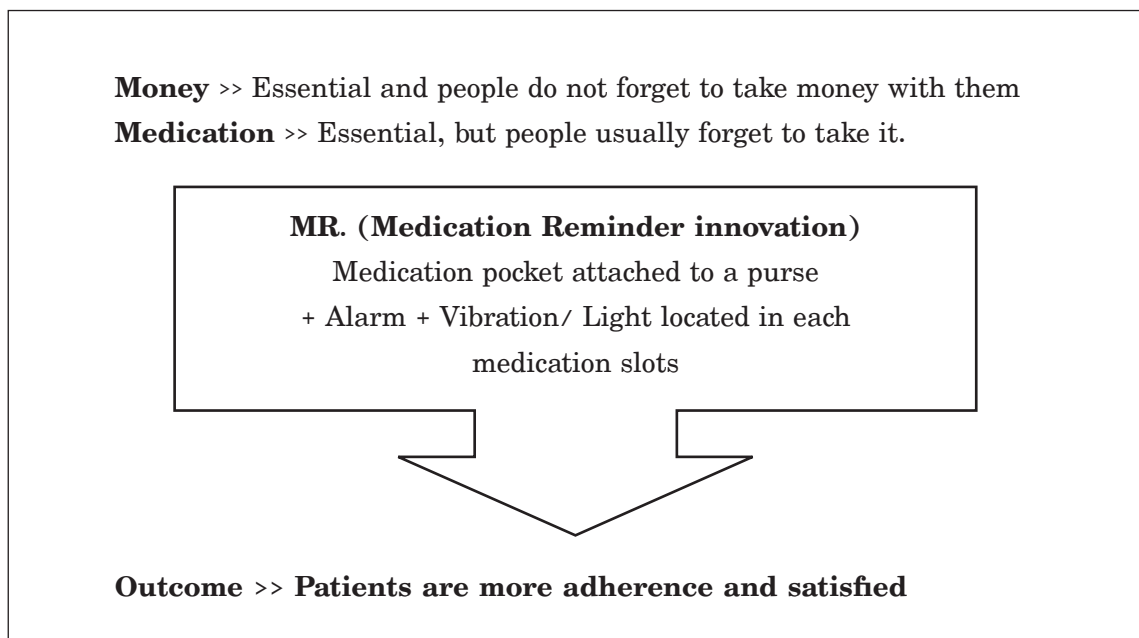 Money >> Essential and people do not forget to take money with them
Medication >> Essential, but people usually forget to take it.
MR. (Medication Reminder innovation)
Medication pocket attached to a purse
+ Alarm + Vibration/ Light located in each
medication slots
Outcome >> Patients are more adherence and satisfied